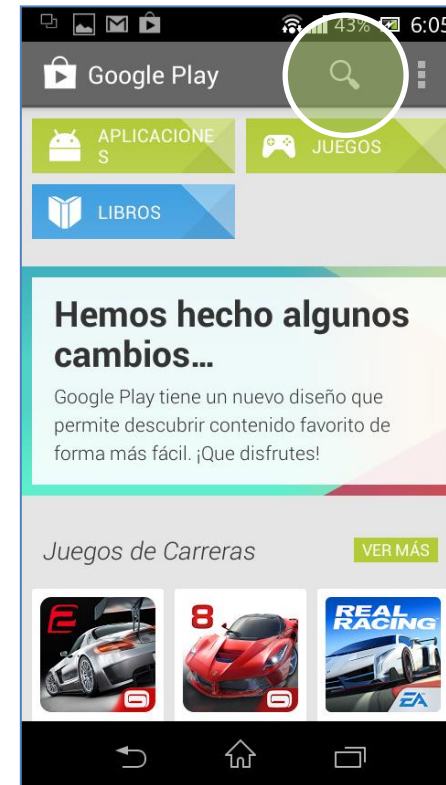 43% 6:05
Google Play
APLICACIONE
S
JUEGOS
LIBROS
Hemos hecho algunos
cambios...
Google Play tiene un nuevo diseño que
permite descubrir contenido favorito de
forma más fácil. ¡Que disfrutes!
Juegos de Carreras
VER MÁS
2
8
REAL
RACING
EA